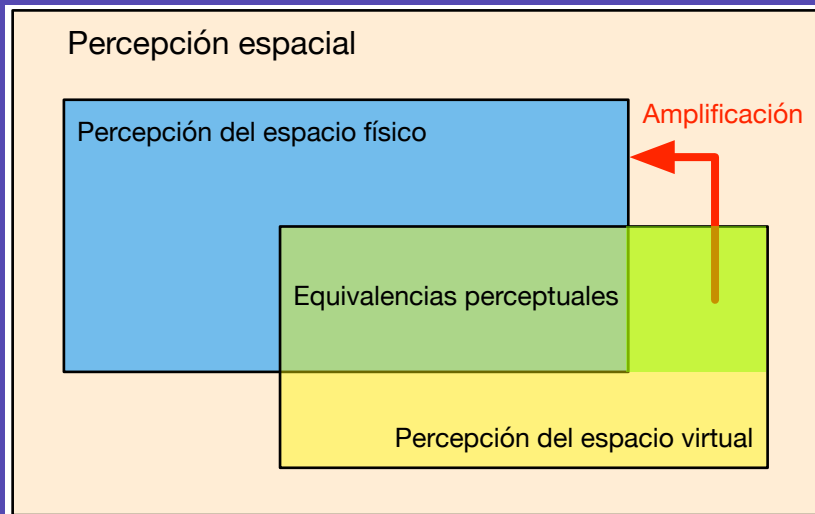 Percepción espacial
Percepción del espacio físico
Amplificación
Equivalencias perceptuales
Percepción del espacio virtual